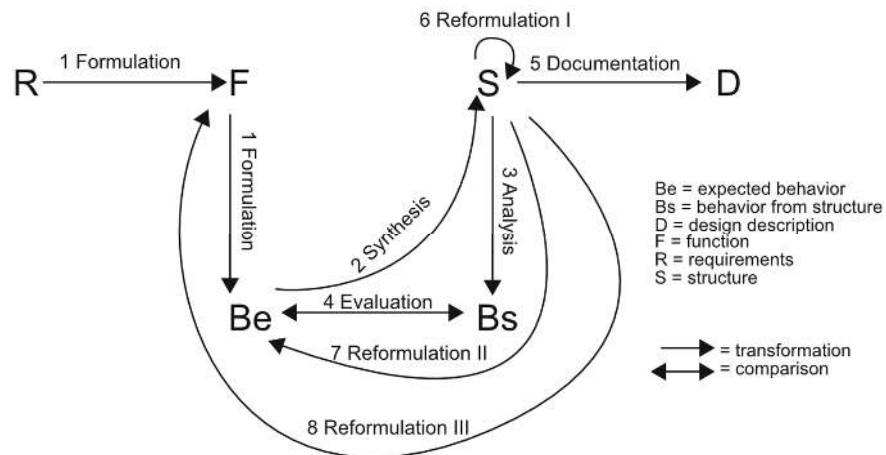 6 Reformulation I
1 Formulation
5 Documentation
R
F
S
D
1 Formulation
3 Analysis
2 Synthesis
Be = expected behavior
Bs = behavior from structure
D = design description
F = function
R = requirements
S = structure
4 Evaluation
Be
Bs
7 Reformulation II
= transformation
= comparison
8 Reformulation III